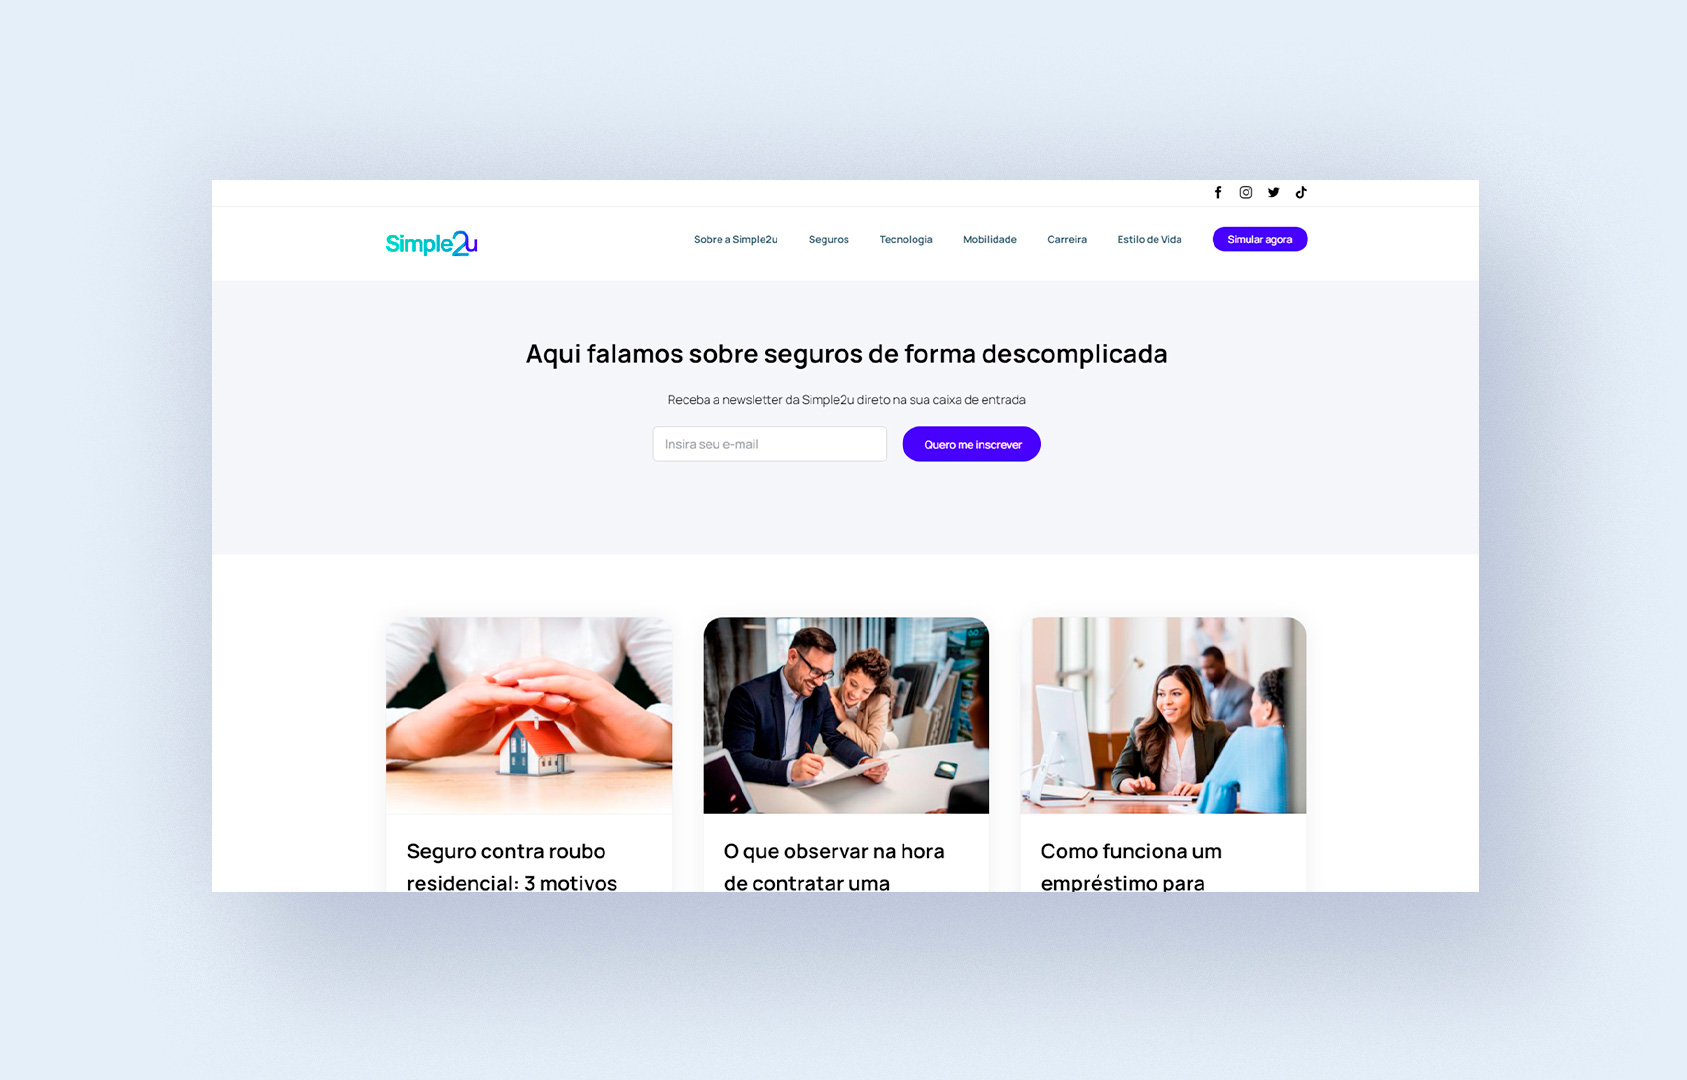 Simple2u
Sobre a Simple2u Seguros Tecnologia Mobilidade Carreira Estilo de Vida Simular agora
Aqui falamos sobre seguros de forma descomplicada
Receba a newsletter da Simple2u direto na sua caixa de entrada
Insira seu e-mail Quero me inscrever
Seguro contra roubo
residencial: 3 motivos
O que observar na hora
de contratar uma
Como funciona um
empréstimo para